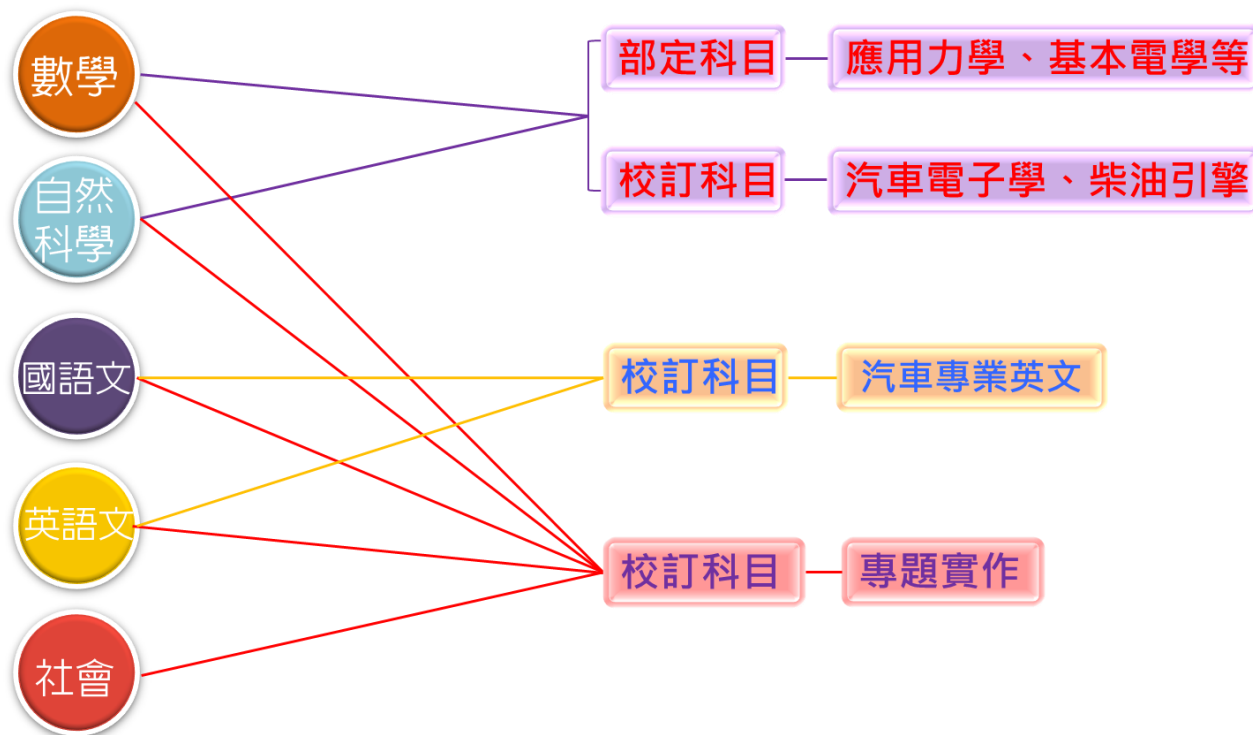 數學
自然
科學
國語文
英語文
社會
部定科目
應用力學、基本電學等
校訂科目
汽車電子學、柴油引擎
校訂科目
汽車專業英文
校訂科目
專題實作